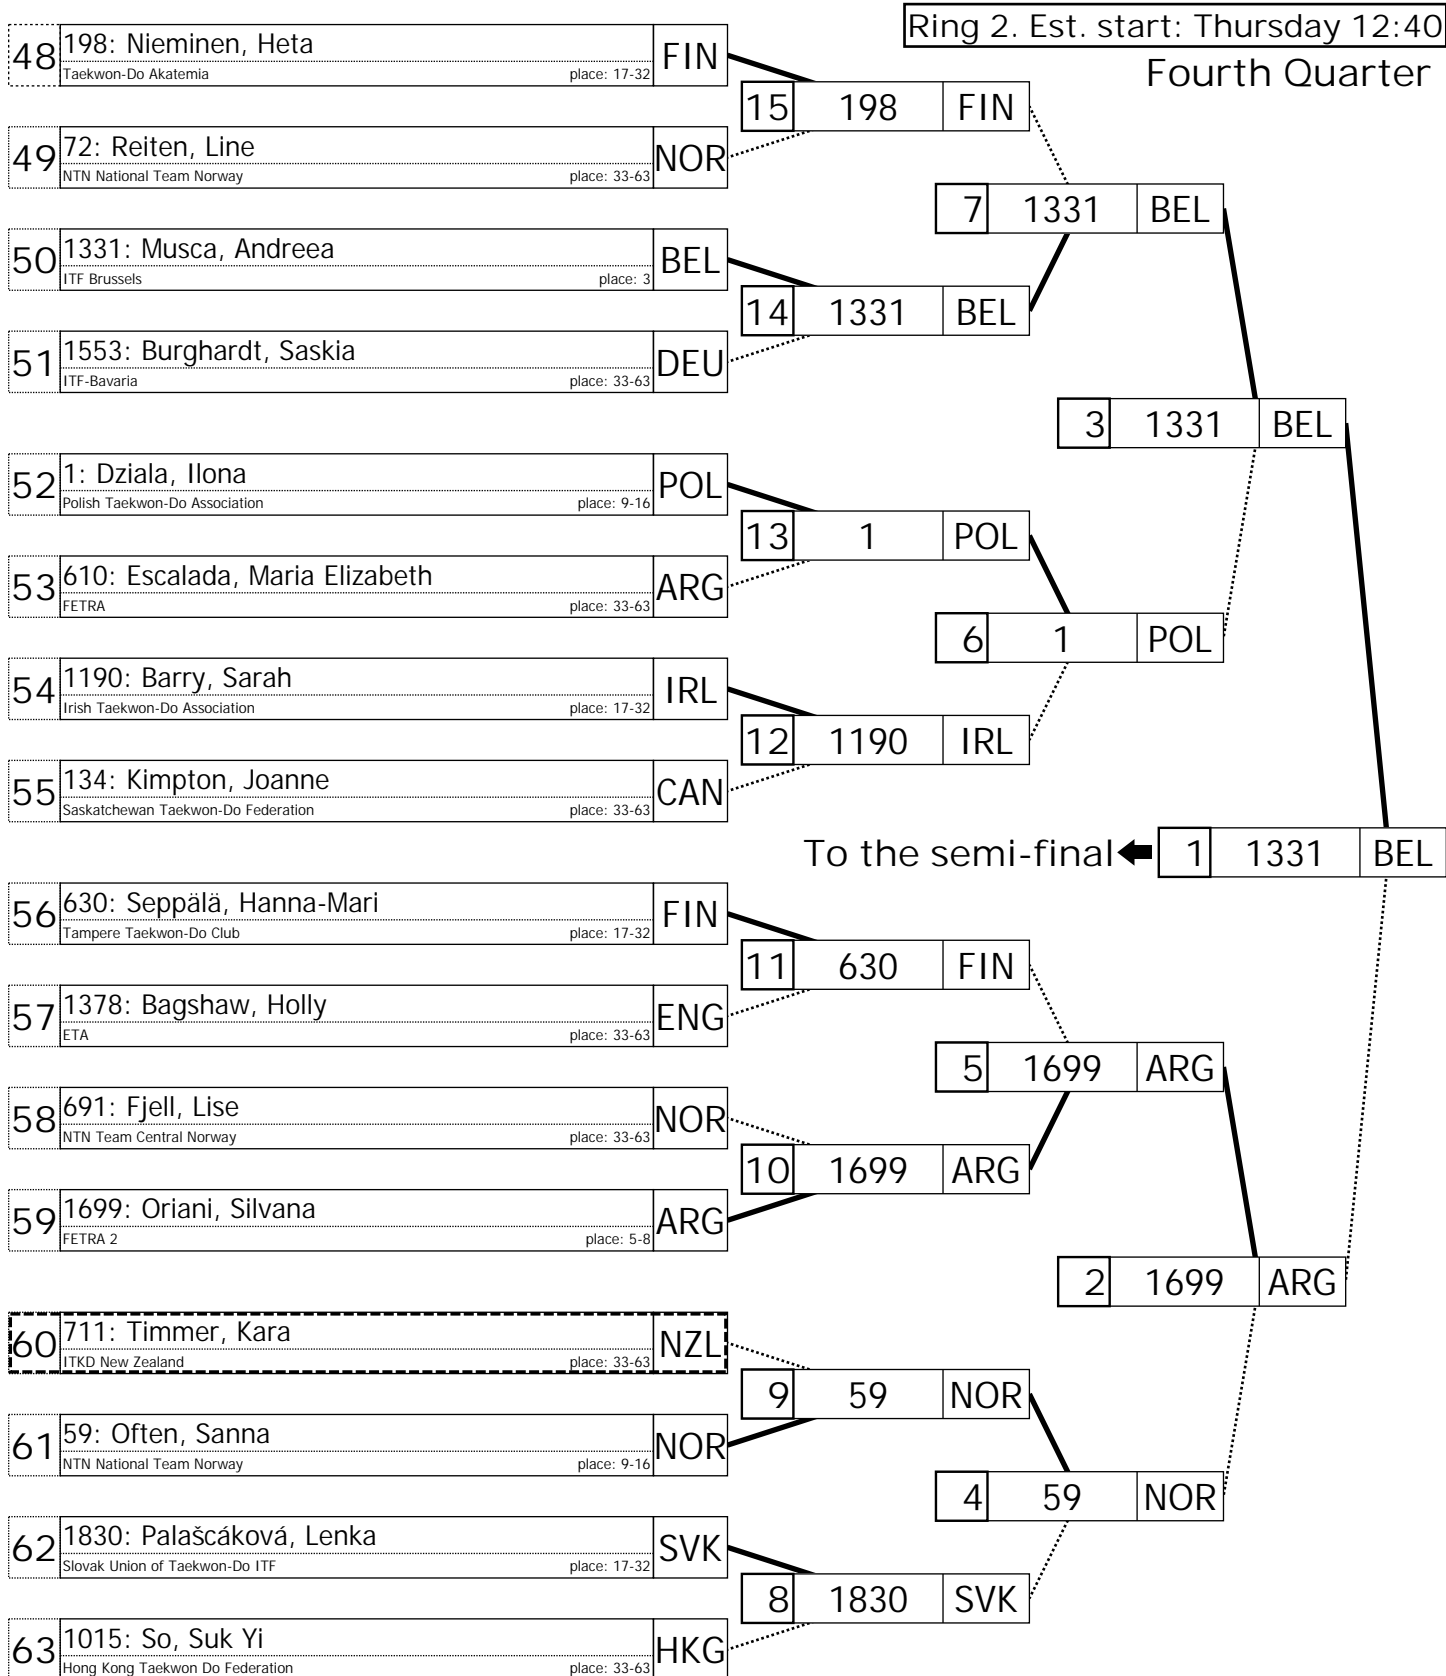 Ring 2. Est. start: Thursday 12:40
Fourth Quarter
48 198: Nieminen, Heta FIN
Taekwon-Do Akatemia place: 17-32
15 198 FIN
49 72: Reiten, Line NOR
NTN National Team Norway place: 33-63
7 1331 BEL
50 1331: Musca, Andreea BEL
ITF Brussels place: 3
14 1331 BEL
51 1553: Burghardt, Saskia DEU
ITF-Bavaria place: 33-63
3 1331 BEL
52 1: Dziala, Ilona POL
Polish Taekwon-Do Association place: 9-16
13 1 POL
53 610: Escalada, Maria Elizabeth ARG
FETRA place: 33-63
6 1 POL
54 1190: Barry, Sarah IRL
Irish Taekwon-Do Association place: 17-32
12 1190 IRL
55 134: Kimpton, Joanne CAN
Saskatchewan Taekwon-Do Federation place: 33-63
To the semi-final 1 1331 BEL
56 630: Seppälä, Hanna-Mari FIN
Tampere Taekwon-Do Club place: 17-32
11 630 FIN
57 1378: Bagshaw, Holly ENG
ETA place: 33-63
5 1699 ARG
58 691: Fjell, Lise NOR
NTN Team Central Norway place: 33-63
10 1699 ARG
59 1699: Oriani, Silvana ARG
FETRA 2 place: 5-8
2 1699 ARG
60 711: Timmer, Kara NZL
ITKD New Zealand place: 33-63
9 59 NOR
61 59: Often, Sanna NOR
NTN National Team Norway place: 9-16
4 59 NOR
62 1830: Palašcáková, Lenka SVK
Slovak Union of Taekwon-Do ITF place: 17-32
8 1830 SVK
63 1015: So, Suk Yi HKG
Hong Kong Taekwon Do Federation place: 33-63